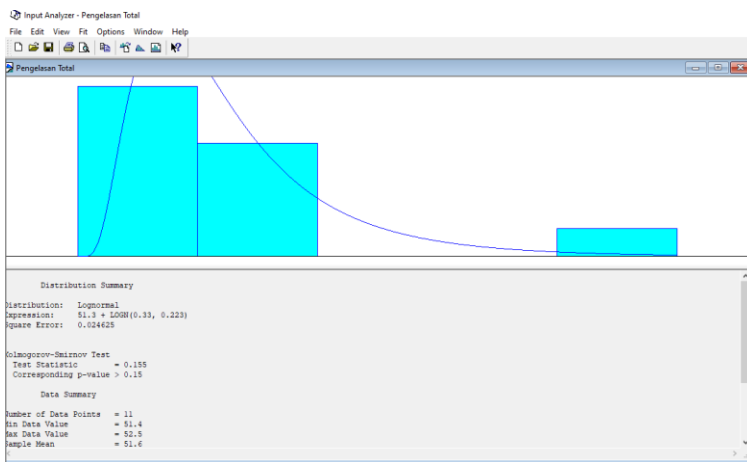 Input Analyzer - Pengelasan Total
File Edit View Fit Options Window Help
Pengelasan Total
Distribution Summary
Distribution: Lognormal
Expression: 51.3 + LOGN(0.33, 0.223)
Square Error: 0.024625
Kolmogorov-Smirnov Test
Test Statistic = 0.155
Corresponding p-value > 0.15
Data Summary
Number of Data Points = 11
Min Data Value = 51.4
Max Data Value = 52.5
Sample Mean = 51.6